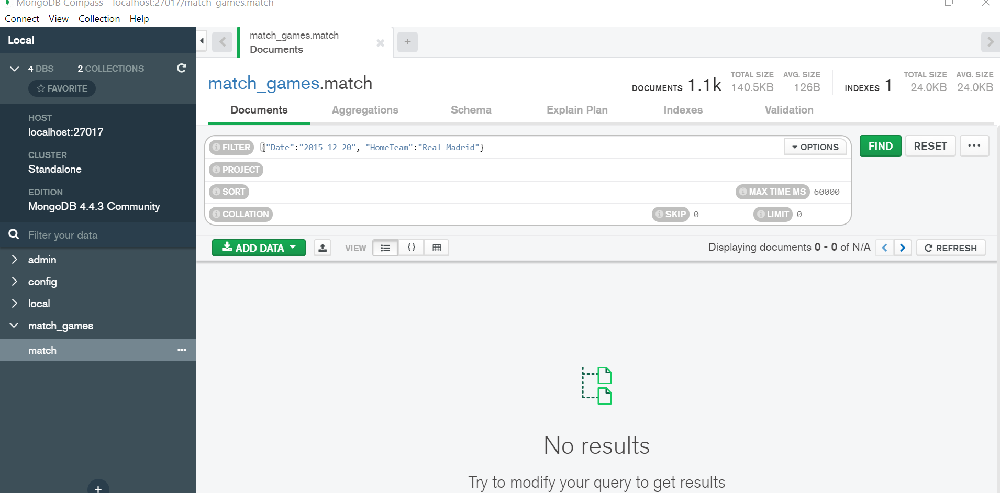 MongoDB Compass - localhost:27017/match_games.match
Connect View Collection Help
Local
4 DBS 2 COLLECTIONS
FAVORITE
HOST
localhost:27017
CLUSTER
Standalone
EDITION
MongoDB 4.4.3 Community
Filter your data
admin
config
local
match_games
match
+
match_games.match
Documents
+
match_games.match
DOCUMENTS 1.1k
TOTAL SIZE
140.5KB
AVG. SIZE
126B
INDEXES 1
TOTAL SIZE
24.0KB
AVG. SIZE
24.0KB
Documents Aggregations Schema Explain Plan Indexes Validation
FILTER {"Date":"2015-12-20", "HomeTeam":"Real Madrid"} OPTIONS FIND RESET ...
PROJECT
SORT MAX TIME MS 60000
COLLATION SKIP 0 LIMIT 0
ADD DATA VIEW {} Displaying documents 0 - 0 of N/A < > REFRESH
No results
Try to modify your query to get results